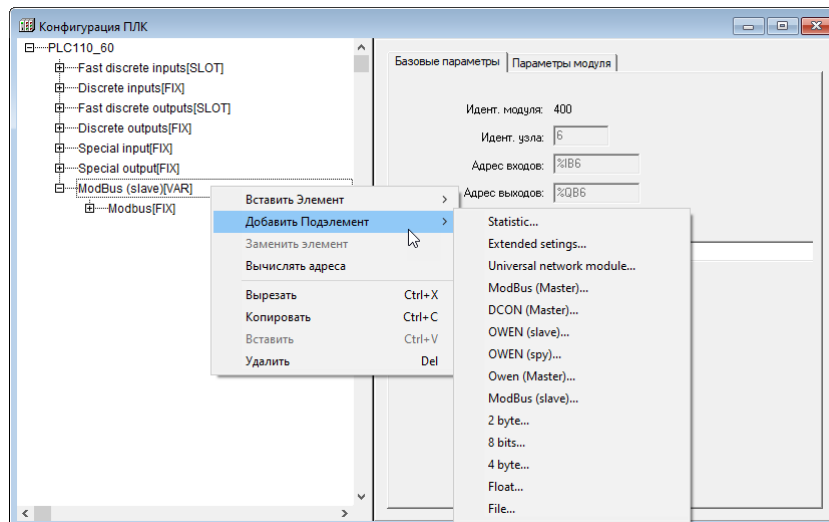 Конфигурация ПЛК
PLC110_60
Fast discrete inputs[SLOT]
Discrete inputs[FIX]
Fast discrete outputs[SLOT]
Discrete outputs[FIX]
Special input[FIX]
Special output[FIX]
ModBus (slave)[VAR]
Modbus[FIX]
Базовые параметры
Параметры модуля
Идент. модуля: 400
Идент. узла: 6
Адрес входов: %IB6
Адрес выходов: %QB6
Вставить Элемент
Добавить Подэлемент
Заменить элемент
Вычислять адреса
Вырезать Ctrl+X
Копировать Ctrl+C
Вставить Ctrl+V
Удалить Del
Statistic...
Extended setings...
Universal network module...
ModBus (Master)...
DCON (Master)...
OWEN (slave)...
OWEN (spy)...
Owen (Master)...
ModBus (slave)...
2 byte...
8 bits...
4 byte...
Float...
File...